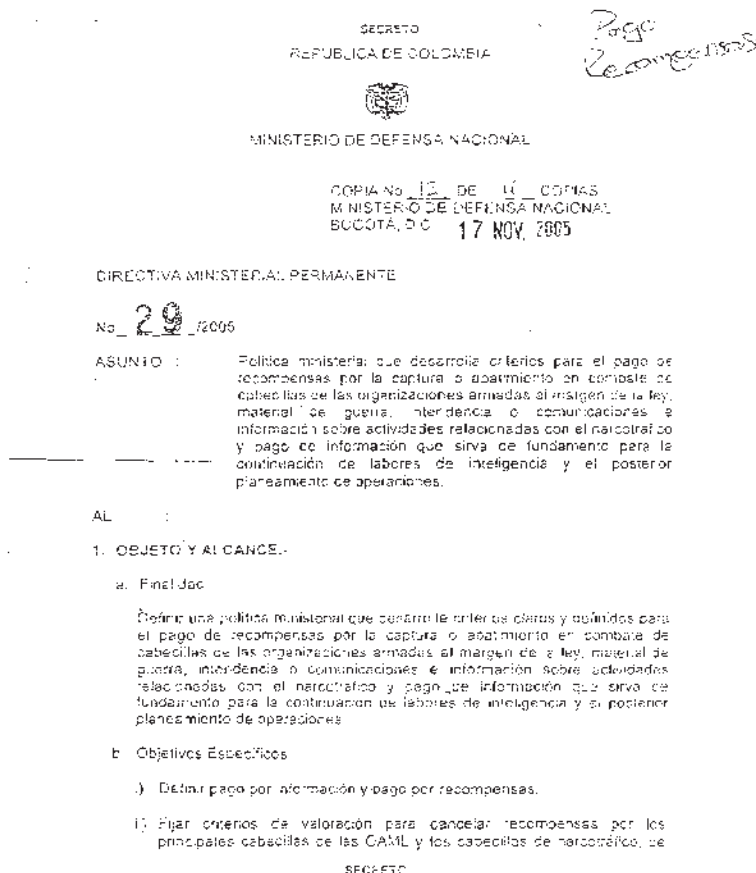 SECRETO
Pago
Recompensas
REPUBLICA DE COLOMBIA
MINISTERIO DE DEFENSA NACIONAL
COPIA No 12 DE COPIAS
MINISTERIO DE DEFENSA NACIONAL
BOGOTÁ, D.C 17 NOV. 2005
DIRECTIVA MINISTERIAL PERMANENTE
No_ 29 _/2005
ASUNTO : Política ministerial que desarrolla criterios para el pago de
recompensas por la captura o abatimiento en combate de
cabecillas de las organizaciones armadas al margen de la ley,
material de guerra, intendencia o comunicaciones e
información sobre actividades relacionadas con el narcotrafico
y pago de información que sirva de fundamento para la
continuación de labores de inteligencia y el posterior
planeamiento de operaciones.
AL :
1. OBJETO Y ALCANCE.-
a. Finalidad
Definir una política ministerial que desarrolle criterios claros y definidos para
el pago de recompensas por la captura o abatimiento en combate de
cabecillas de las organizaciones armadas al margen de la ley, material de
guerra, intendencia o comunicaciones e información sobre actividades
relacionadas con el narcotrafico y pago de información que sirva de
fundamento para la continuación de labores de inteligencia y el posterior
planeamiento de operaciones
b Objetivos Específicos
i) Definir pago por información y pago por recompensas.
ii) Fijar criterios de valoración para cancelar recompensas por los
principales cabecillas de las OAML y los cabecillas de narcotráfico, de
SECRETO